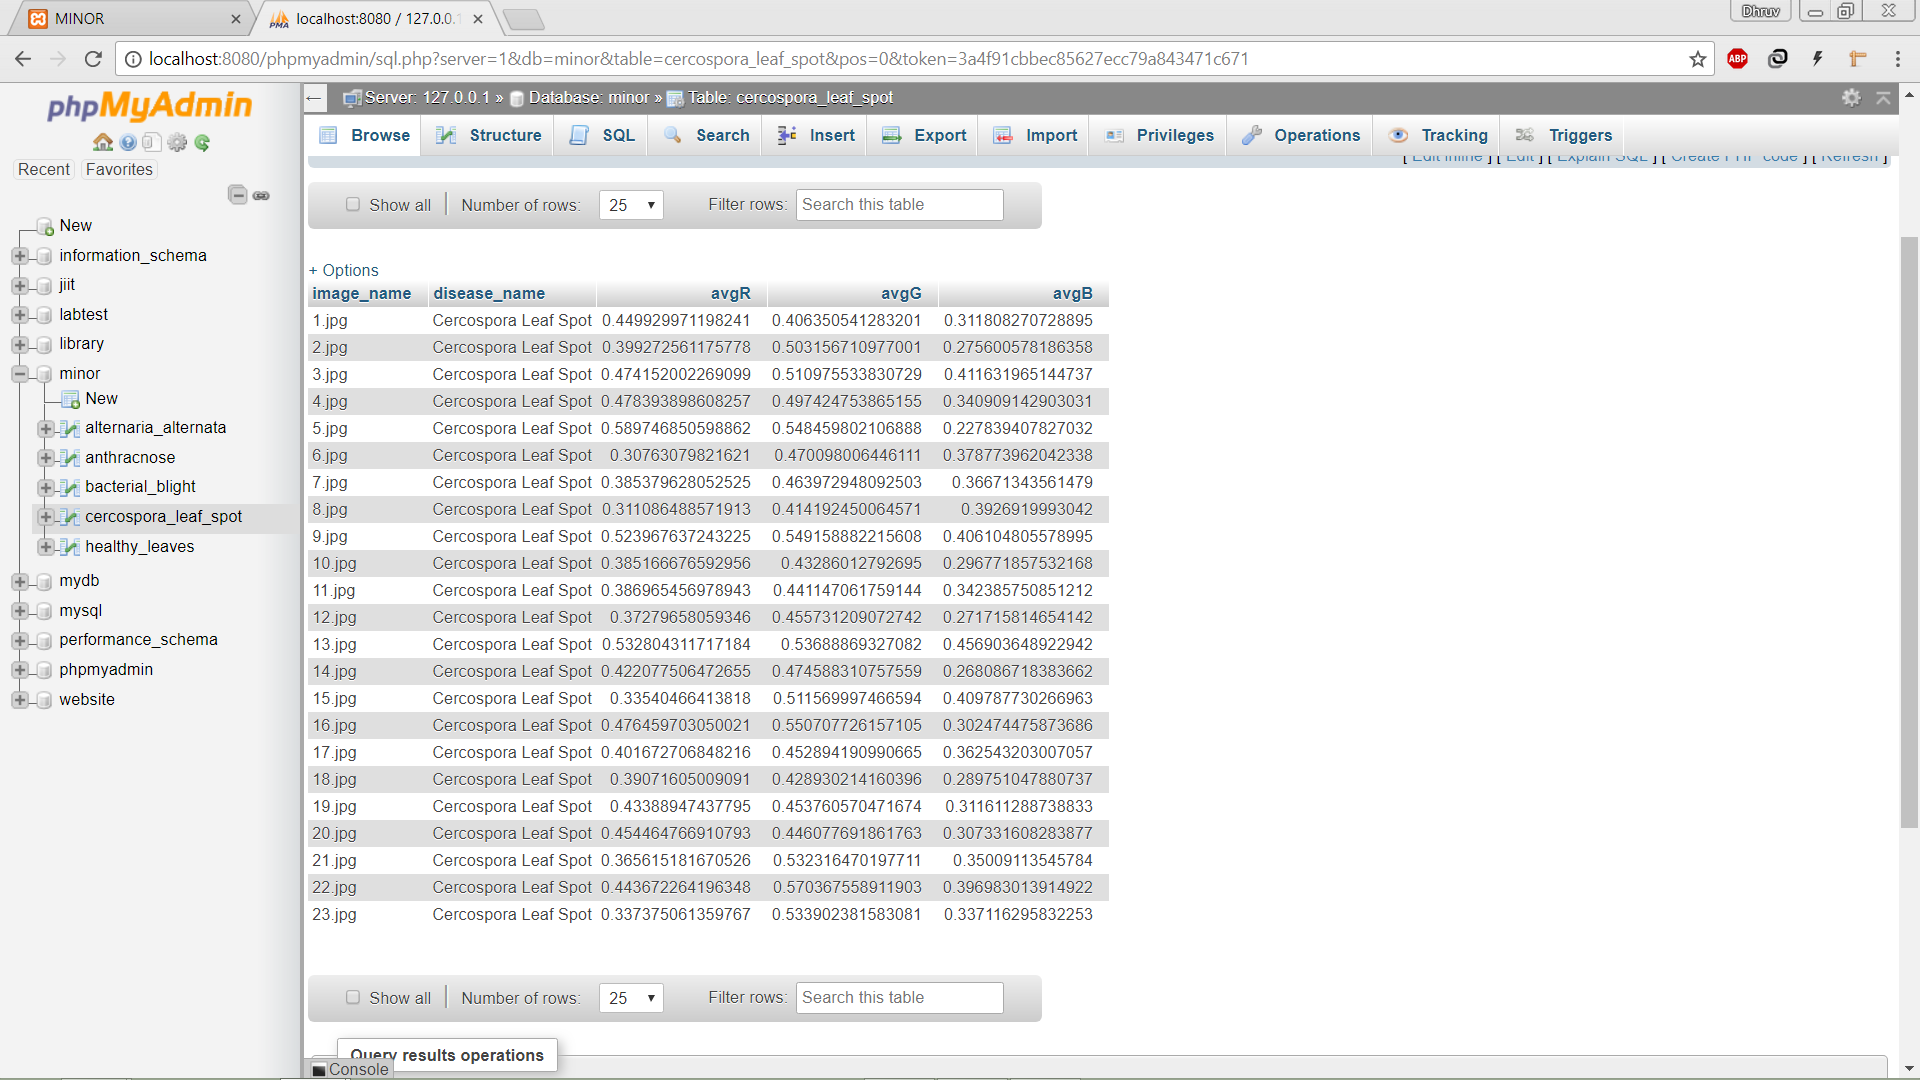 MINOR
localhost:8080 / 127.0.0.1
Dhruv
localhost:8080/phpmyadmin/sql.php?server=1&db=minor&table=cercospora_leaf_spot&pos=0&token=3a4f91cbbec85627ecc79a843471c671
ABP
phpMyAdmin
Recent Favorites
New
information_schema
jiit
labtest
library
minor
New
alternaria_alternata
anthracnose
bacterial_blight
cercospora_leaf_spot
healthy_leaves
mydb
mysql
performance_schema
phpmyadmin
website
Server: 127.0.0.1 » Database: minor » Table: cercospora_leaf_spot
Browse Structure SQL Search Insert Export Import Privileges Operations Tracking Triggers
[ Edit inline ] [ Edit ] [ Explain SQL ] [ Create PHP code ] [ Refresh ]
Show all Number of rows: 25 Filter rows: Search this table
+ Options
image_name disease_name avgR avgG avgB
1.jpg Cercospora Leaf Spot 0.449929971198241 0.406350541283201 0.311808270728895
2.jpg Cercospora Leaf Spot 0.399272561175778 0.503156710977001 0.275600578186358
3.jpg Cercospora Leaf Spot 0.474152002269099 0.510975533830729 0.411631965144737
4.jpg Cercospora Leaf Spot 0.478393898608257 0.497424753865155 0.340909142903031
5.jpg Cercospora Leaf Spot 0.589746850598862 0.548459802106888 0.227839407827032
6.jpg Cercospora Leaf Spot 0.30763079821621 0.470098006446111 0.378773962042338
7.jpg Cercospora Leaf Spot 0.385379628052525 0.463972948092503 0.36671343561479
8.jpg Cercospora Leaf Spot 0.311086488571913 0.414192450064571 0.3926919993042
9.jpg Cercospora Leaf Spot 0.523967637243225 0.549158882215608 0.406104805578995
10.jpg Cercospora Leaf Spot 0.385166676592956 0.43286012792695 0.296771857532168
11.jpg Cercospora Leaf Spot 0.386965456978943 0.441147061759144 0.342385750851212
12.jpg Cercospora Leaf Spot 0.37279658059346 0.455731209072742 0.271715814654142
13.jpg Cercospora Leaf Spot 0.532804311717184 0.53688869327082 0.456903648922942
14.jpg Cercospora Leaf Spot 0.422077506472655 0.474588310757559 0.268086718383662
15.jpg Cercospora Leaf Spot 0.33540466413818 0.511569997466594 0.409787730266963
16.jpg Cercospora Leaf Spot 0.476459703050021 0.550707726157105 0.302474475873686
17.jpg Cercospora Leaf Spot 0.401672706848216 0.452894190990665 0.362543203007057
18.jpg Cercospora Leaf Spot 0.39071605009091 0.428930214160396 0.289751047880737
19.jpg Cercospora Leaf Spot 0.43388947437795 0.453760570471674 0.311611288738833
20.jpg Cercospora Leaf Spot 0.454464766910793 0.446077691861763 0.307331608283877
21.jpg Cercospora Leaf Spot 0.365615181670526 0.532316470197711 0.35009113545784
22.jpg Cercospora Leaf Spot 0.443672264196348 0.570367558911903 0.396983013914922
23.jpg Cercospora Leaf Spot 0.337375061359767 0.533902381583081 0.337116295832253
Show all Number of rows: 25 Filter rows: Search this table
Query results operations
Console